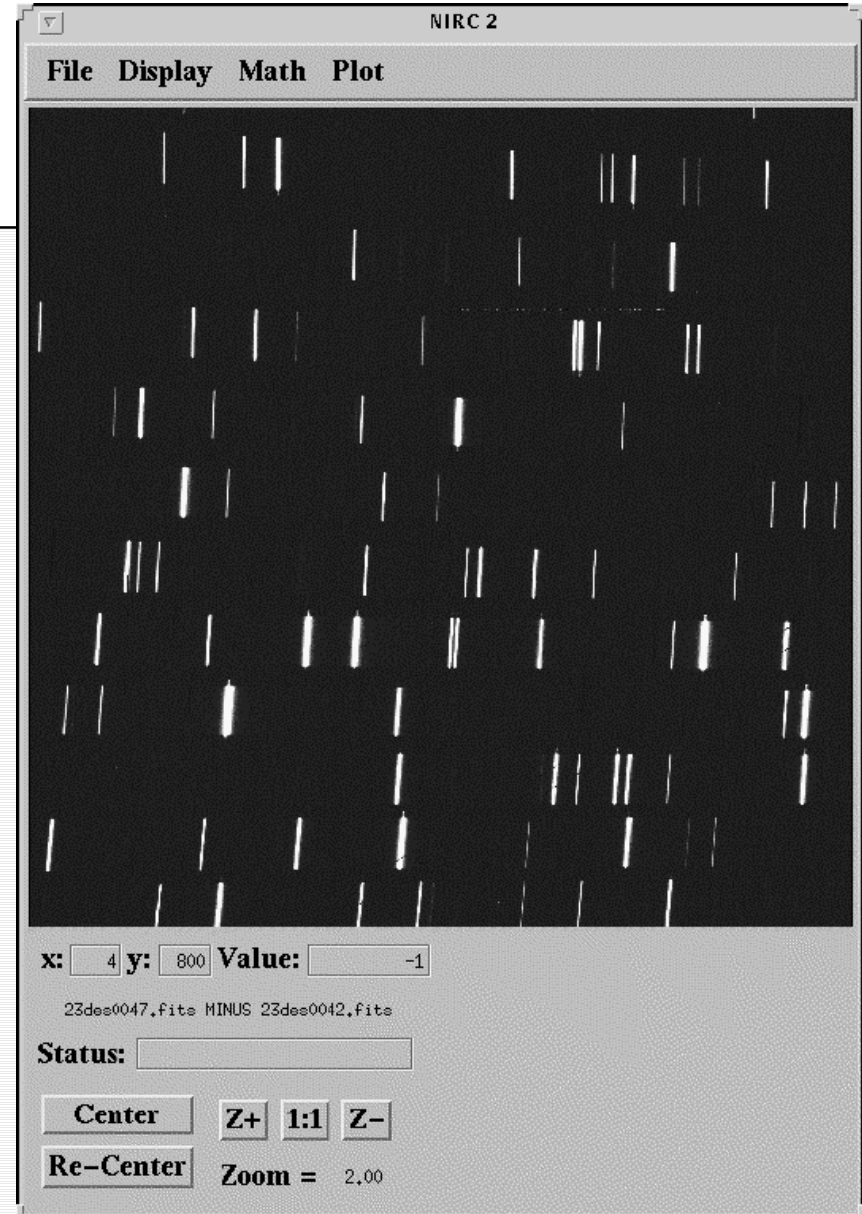 NIRC 2
File Display Math Plot
x: 4 y: 800 Value: -1
23des0047.fits MINUS 23des0042.fits
Status:
Center Z+ 1:1 Z-
Re-Center Zoom = 2.00